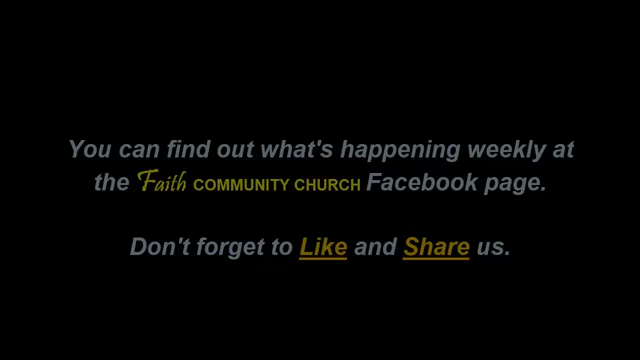 You can find out what's happening weekly at
the Faith COMMUNITY CHURCH Facebook page.
Don't forget to Like and Share us.